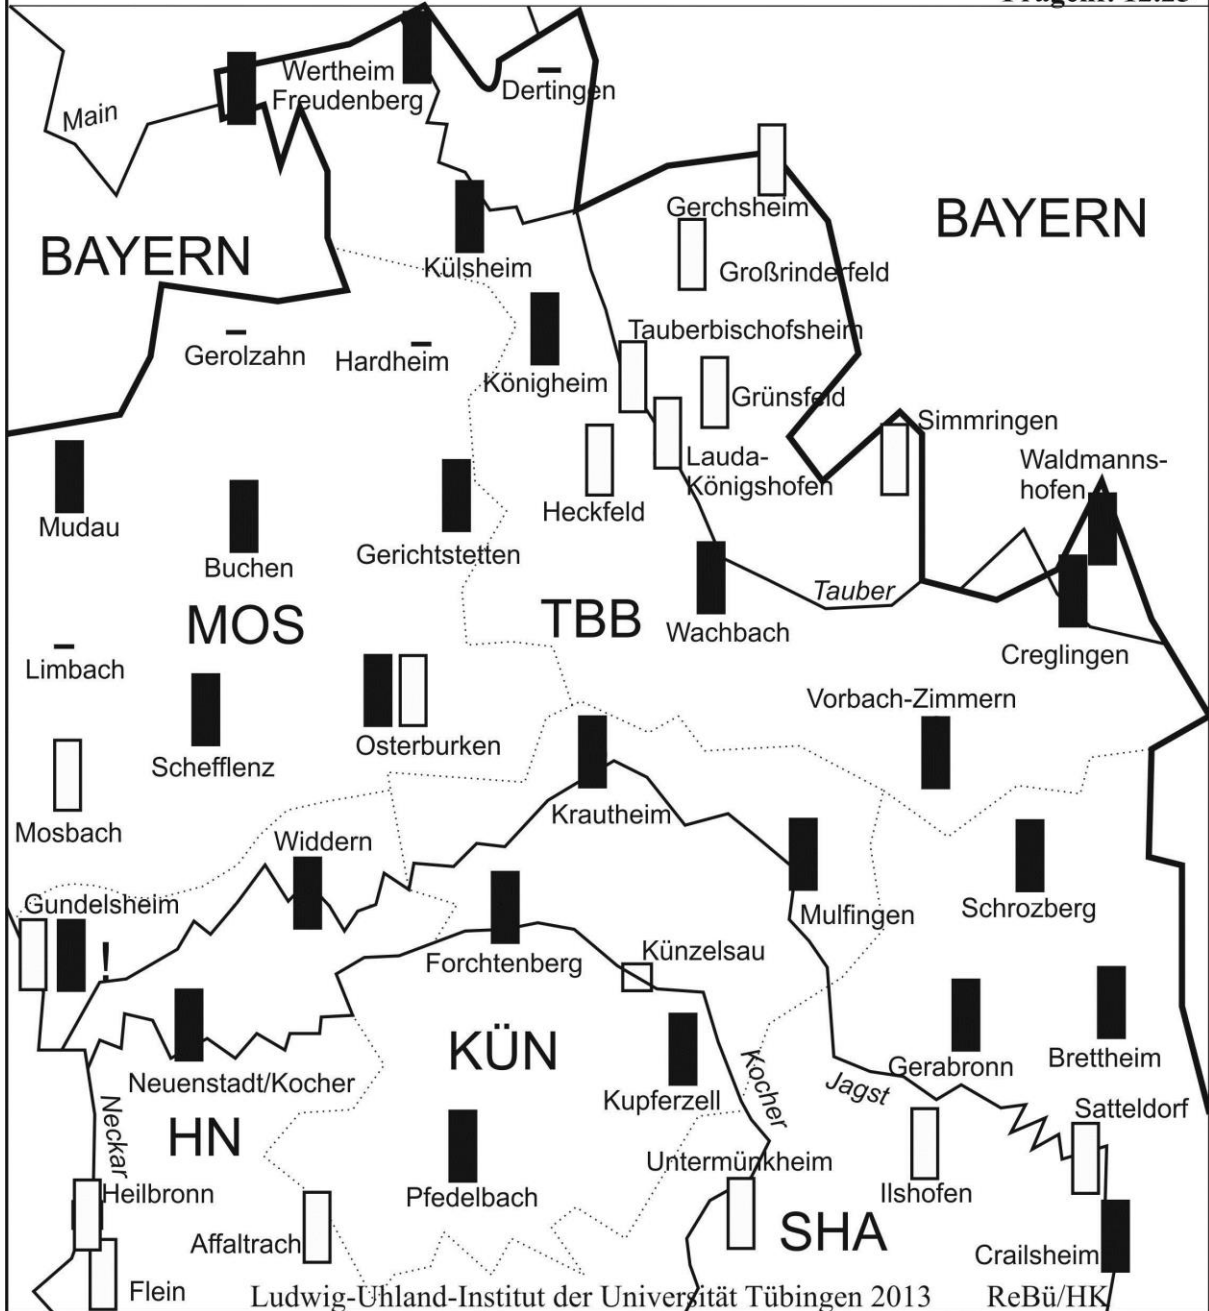 Wertheim
Freudenberg
Dertingen
Main
Gerchsheim
BAYERN
BAYERN
Külsheim
Großrinderfeld
Tauberbischofsheim
Gerolzahn
Hardheim
Königheim
Grünsfeld
Simmringen
Lauda-
Königshofen
Waldmanns-
hofen
Mudau
Heckfeld
Buchen
Gerichtstetten
Tauber
MOS
TBB
Wachbach
Creglingen
Limbach
Vorbach-Zimmern
Schefflenz
Osterburken
Mosbach
Krautheim
Widdern
Gundelsheim
!
Mulfingen
Schrozberg
Forchtenberg
Künzelsau
KÜN
Neuenstadt/Kocher
Kupferzell
Kocher
Gerabronn
Brettheim
Jagst
Neckar
HN
Satteldorf
Untermünkheim
Heilbronn
Pfedelbach
Ilshofen
Affaltrach
SHA
Crailsheim
Flein
Ludwig-Uhland-Institut der Universität Tübingen 2013 ReBü/HK